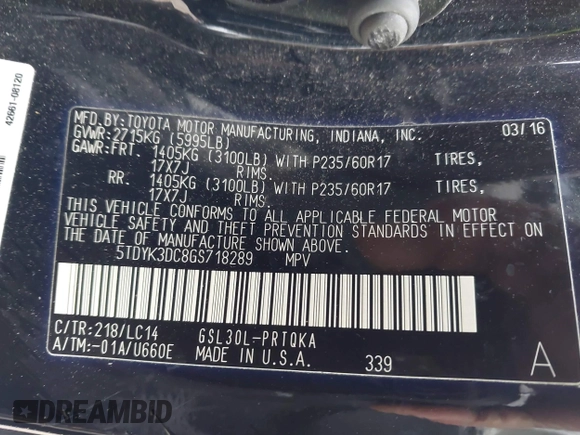 42661-08120
MFD.BY:TOYOTA MOTOR MANUFACTURING, INDIANA, INC. 03/16
GVWR:2715KG (5995LB)
GAWR:FRT. 1405KG (3100LB) WITH P235/60R17 TIRES,
17X7J RIMS.
RR. 1405KG (3100LB) WITH P235/60R17 TIRES,
17X7J RIMS.
THIS VEHICLE CONFORMS TO ALL APPLICABLE FEDERAL MOTOR
VEHICLE SAFETY AND THEFT PREVENTION STANDARDS IN EFFECT ON
THE DATE OF MANUFACTURE SHOWN ABOVE.
5TDYK3DC8GS718289 MPV
C/TR:218/LC14 GSL30L-PRTQKA
A/TM:-01A/U660E MADE IN U.S.A. 339 A
DREAMBID